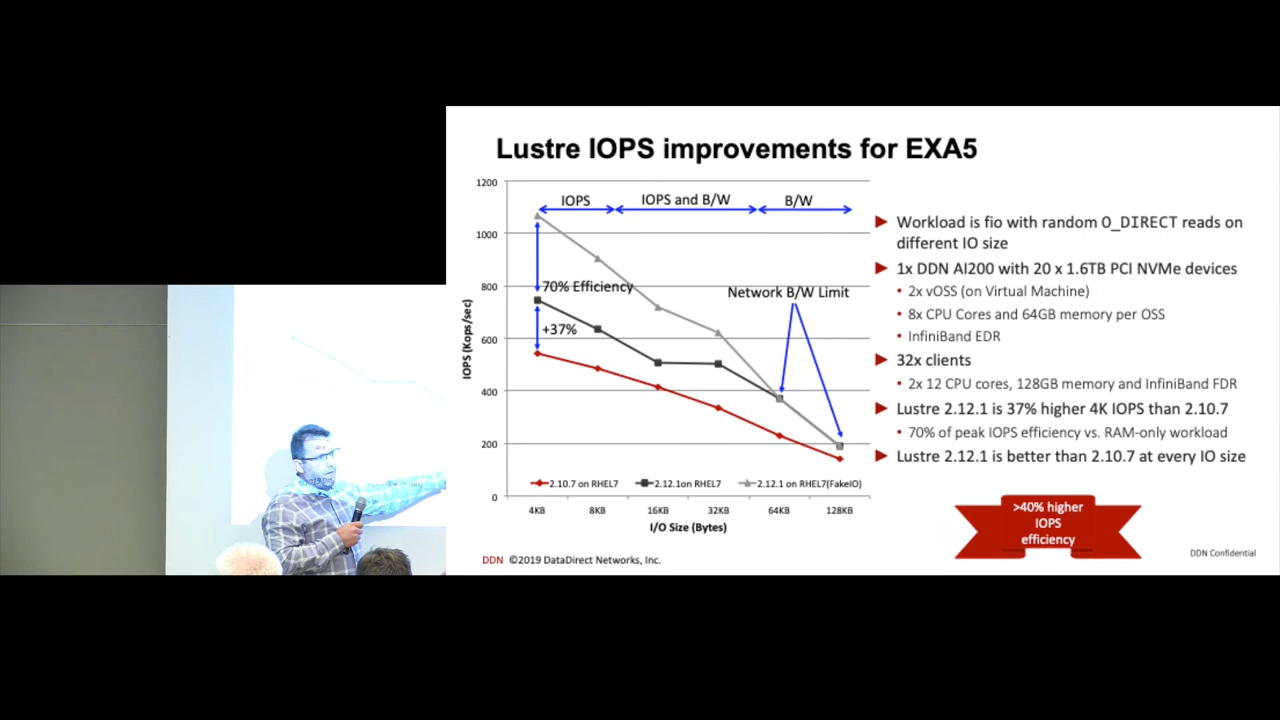 Lustre IOPS improvements for EXA5
1200
1000
800
600
400
200
0
IOPS (Kops/sec)
IOPS
IOPS and B/W
B/W
70% Efficiency
+37%
Network B/W Limit
2.10.7 on RHEL7
2.12.1on RHEL7
2.12.1 on RHEL7(FakeIO)
4KB
8KB
16KB
32KB
64KB
128KB
I/O Size (Bytes)
Workload is fio with random O_DIRECT reads on
different IO size
1x DDN AI200 with 20 x 1.6TB PCI NVMe devices
• 2x vOSS (on Virtual Machine)
• 8x CPU Cores and 64GB memory per OSS
• InfiniBand EDR
32x clients
• 2x 12 CPU cores, 128GB memory and InfiniBand FDR
Lustre 2.12.1 is 37% higher 4K IOPS than 2.10.7
• 70% of peak IOPS efficiency vs. RAM-only workload
Lustre 2.12.1 is better than 2.10.7 at every IO size
>40% higher
IOPS
efficiency
DDN ©2019 DataDirect Networks, Inc.
DDN Confidential